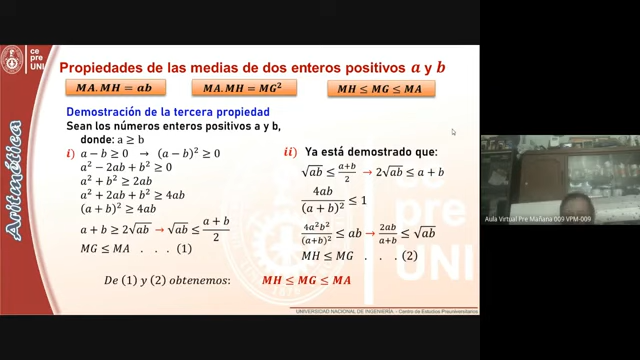 ce
pre
UNI
Propiedades de las medias de dos enteros positivos a y b
MA.MH = ab
MA.MH = MG²
MH ≤ MG ≤ MA
Demostración de la tercera propiedad
Sean los números enteros positivos a y b,
donde: a ≥ b
i) a − b ≥ 0 → (a − b)² ≥ 0
a² − 2ab + b² ≥ 0
a² + b² ≥ 2ab
a² + 2ab + b² ≥ 4ab
(a + b)² ≥ 4ab
a + b ≥ 2√ab → √ab ≤ (a + b)/2
MG ≤ MA . . . (1)
ii) Ya está demostrado que:
√ab ≤ (a+b)/2 → 2√ab ≤ a + b
4ab/(a + b)² ≤ 1
4a²b²/(a+b)² ≤ ab → 2ab/(a+b) ≤ √ab
MH ≤ MG . . . (2)
De (1) y (2) obtenemos: MH ≤ MG ≤ MA
Aritmética
ce
pre
UNI
UNIVERSIDAD NACIONAL DE INGENIERÍA - Centro de Estudios Preuniversitarios
Aula Virtual Pre Mañana 009 VPM-009